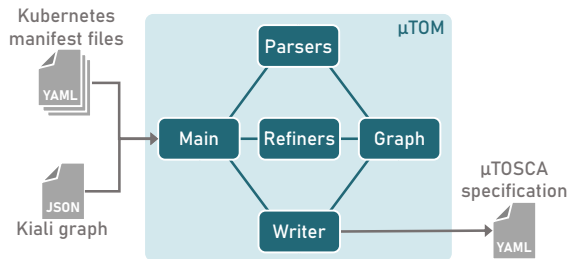 Kubernetes
manifest files
YAML
JSON
Kiali graph
μTOM
Parsers
Main
Refiners
Graph
Writer
μTOSCA
specification
YAML